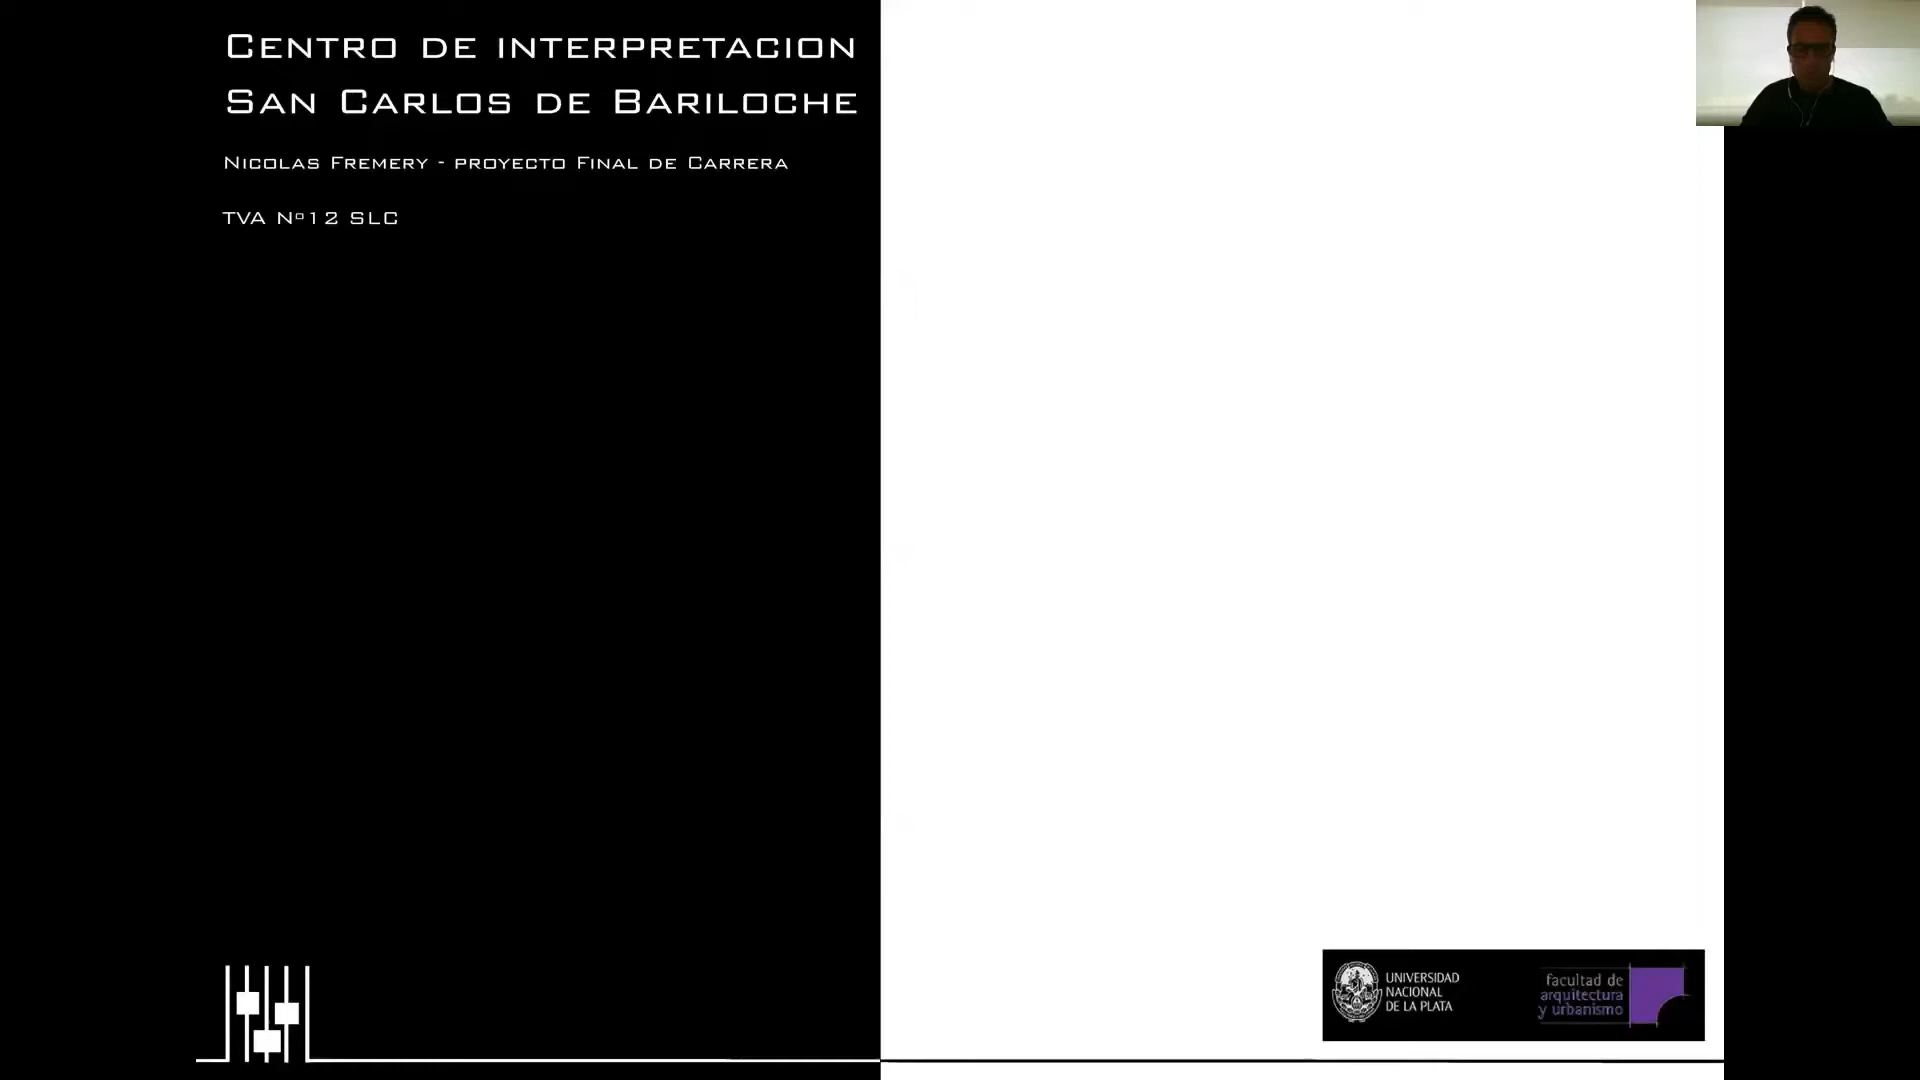 CENTRO DE INTERPRETACION
SAN CARLOS DE BARILOCHE
NICOLAS FREMERY - PROYECTO FINAL DE CARRERA
TVA Nº12 SLC
UNIVERSIDAD
NACIONAL
DE LA PLATA
facultad de
arquitectura
y urbanismo